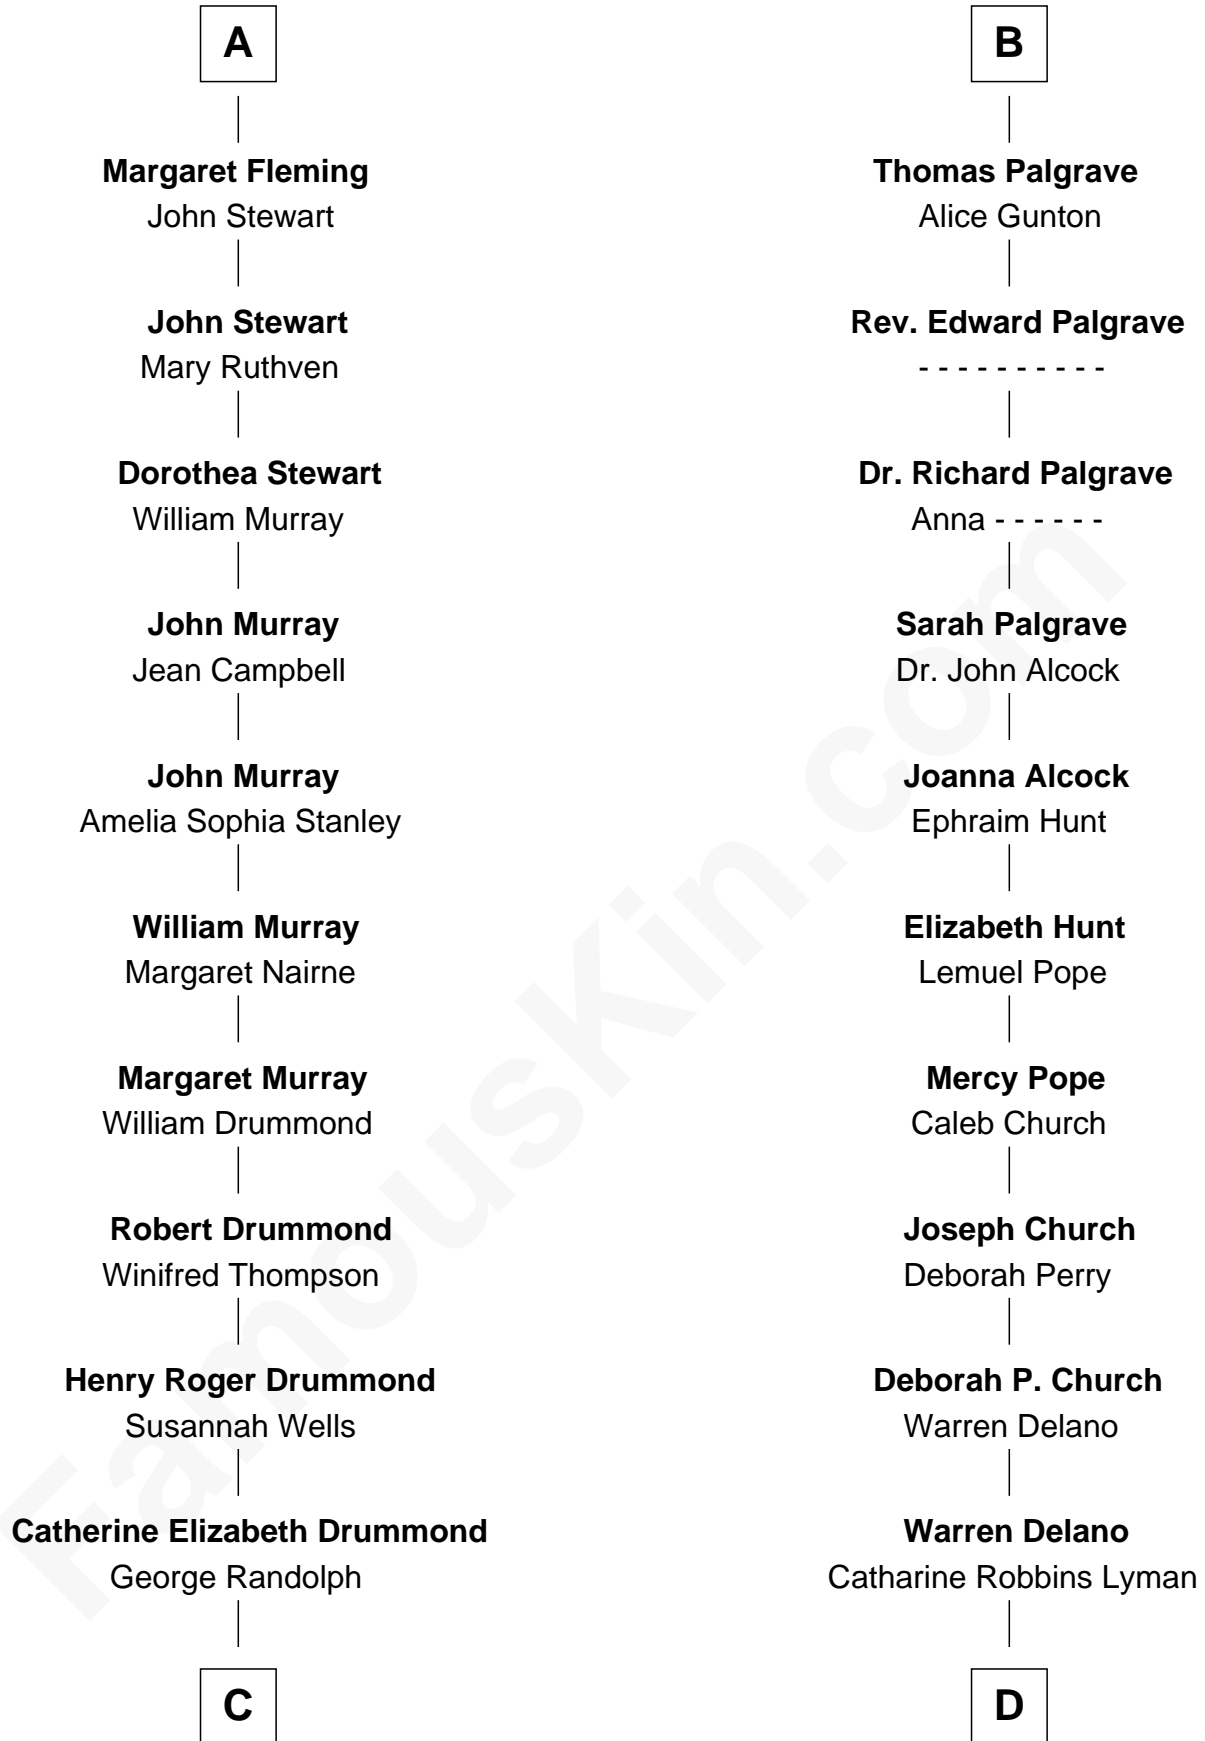 A
Margaret Fleming
John Stewart
John Stewart
Mary Ruthven
Dorothea Stewart
William Murray
John Murray
Jean Campbell
John Murray
Amelia Sophia Stanley
William Murray
Margaret Nairne
Margaret Murray
William Drummond
Robert Drummond
Winifred Thompson
Henry Roger Drummond
Susannah Wells
Catherine Elizabeth Drummond
George Randolph
C
B
Thomas Palgrave
Alice Gunton
Rev. Edward Palgrave
- - - - - - - - - -
Dr. Richard Palgrave
Anna - - - - - -
Sarah Palgrave
Dr. John Alcock
Joanna Alcock
Ephraim Hunt
Elizabeth Hunt
Lemuel Pope
Mercy Pope
Caleb Church
Joseph Church
Deborah Perry
Deborah P. Church
Warren Delano
Warren Delano
Catharine Robbins Lyman
D
FamousKin.com